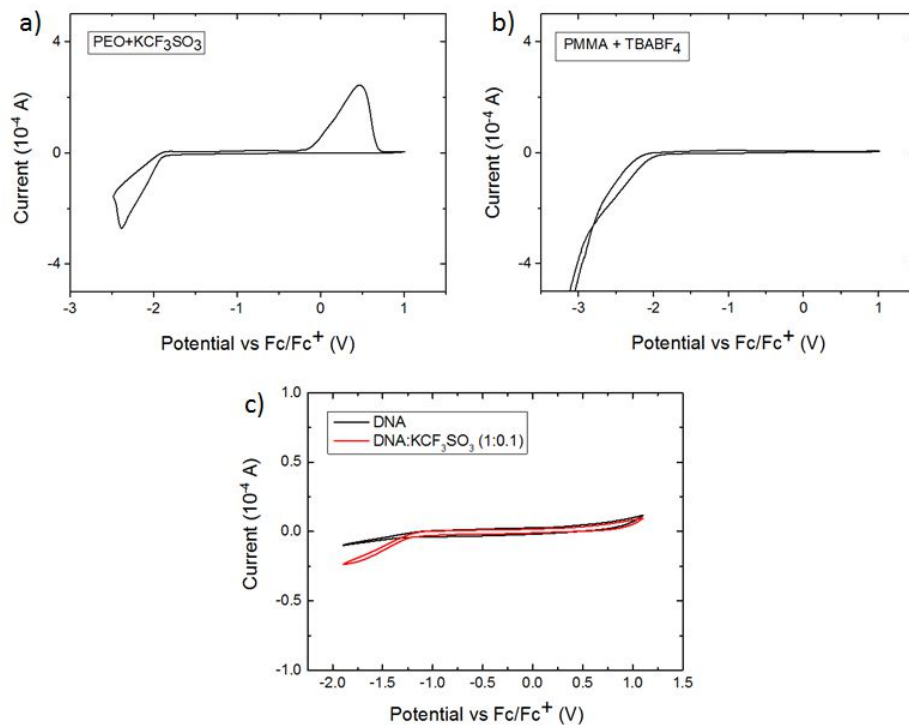 a)
PEO+KCF₃SO₃
4
0
-4
Current (10⁻⁴ A)
-3 -2 -1 0 1
Potential vs Fc/Fc⁺ (V)
b)
PMMA + TBABF₄
4
0
-4
Current (10⁻⁴ A)
-3 -2 -1 0 1
Potential vs Fc/Fc⁺ (V)
c)
DNA
DNA:KCF₃SO₃ (1:0.1)
1.0
0.5
0.0
-0.5
-1.0
Current (10⁻⁴ A)
-2.0 -1.5 -1.0 -0.5 0.0 0.5 1.0 1.5
Potential vs Fc/Fc⁺ (V)